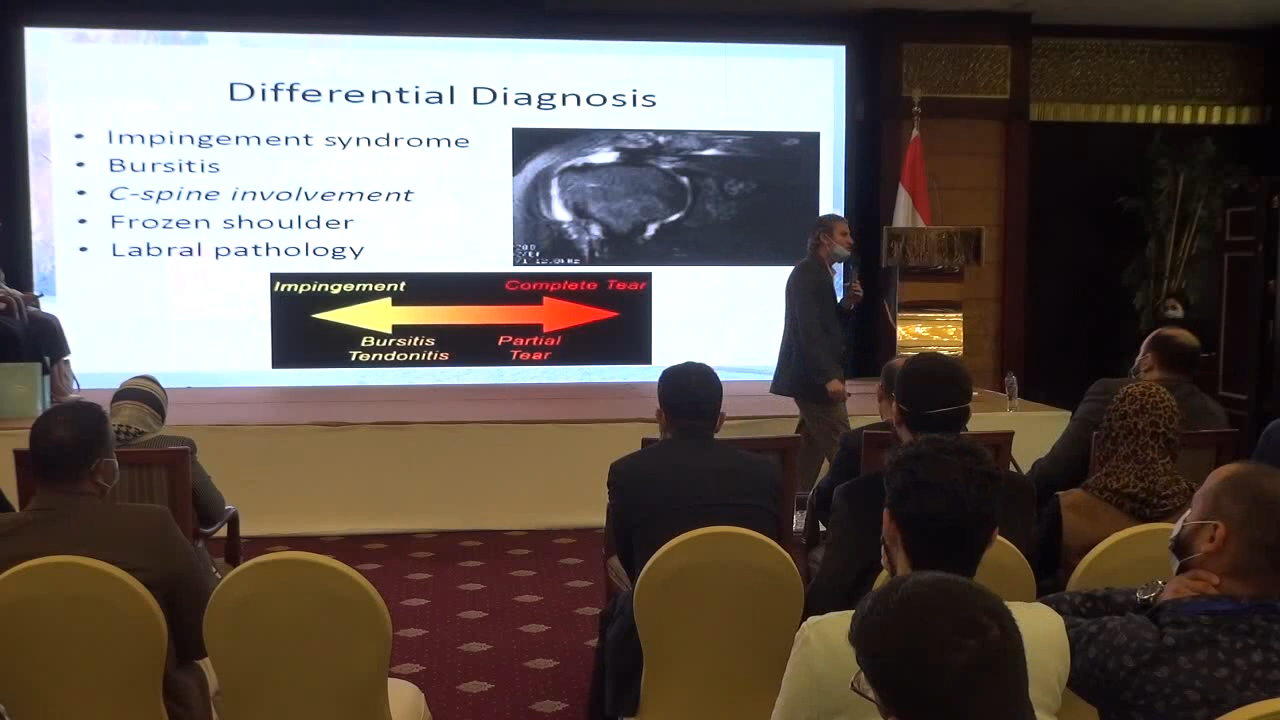 Differential Diagnosis
• Impingement syndrome
• Bursitis
• C-spine involvement
• Frozen shoulder
• Labral pathology
Impingement
Complete Tear
Bursitis
Tendonitis
Partial
Tear